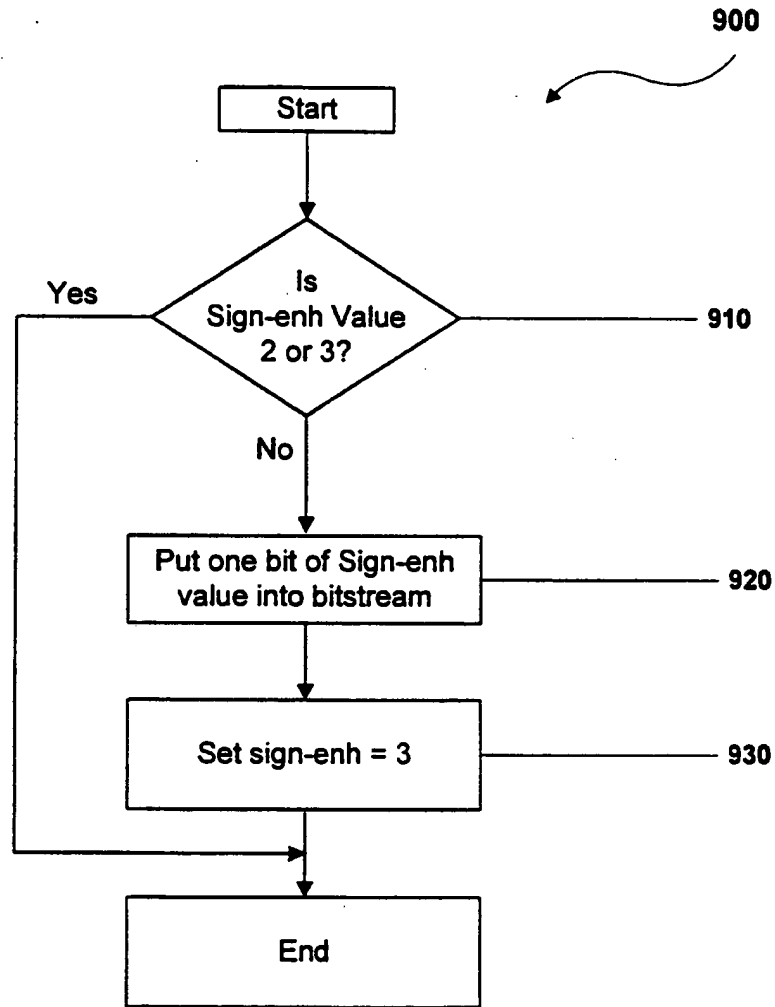 900
Start
Is
Sign-enh Value
2 or 3?
Yes
910
No
Put one bit of Sign-enh
value into bitstream
920
Set sign-enh = 3
930
End